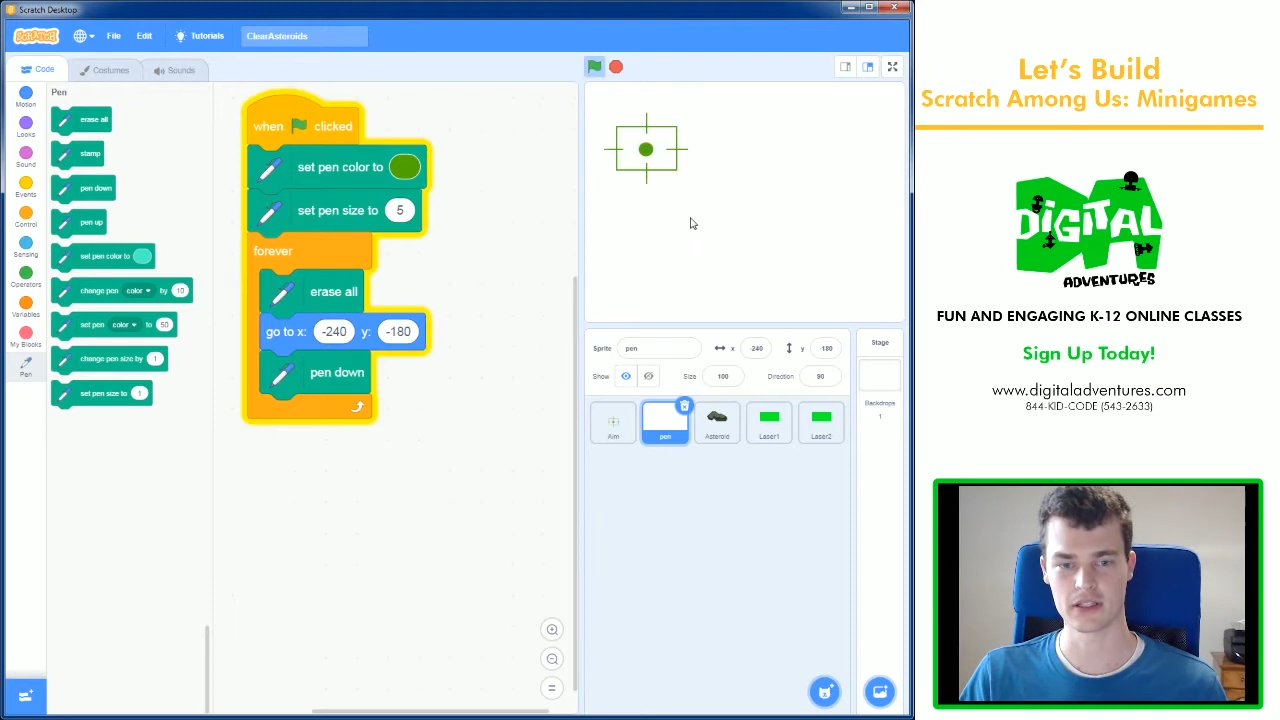 Scratch Desktop
SCRATCH
File
Edit
Tutorials
ClearAsteroids
Code
Costumes
Sounds
Motion
Looks
Sound
Events
Control
Sensing
Operators
Variables
My Blocks
Pen
Pen
erase all
stamp
pen down
pen up
set pen color to
change pen color by 10
set pen color to 50
change pen size by 1
set pen size to 1
when clicked
set pen color to
set pen size to 5
forever
erase all
go to x: -240 y: -180
pen down
Sprite pen x -240 y -180
Show Size 100 Direction 90
Aim
pen
Asteroid
Laser1
Laser2
Stage
Backdrops
1
Let's Build
Scratch Among Us: Minigames
DIGITAL
ADVENTURES
FUN AND ENGAGING K-12 ONLINE CLASSES
Sign Up Today!
www.digitaladventures.com
844-KID-CODE (543-2633)